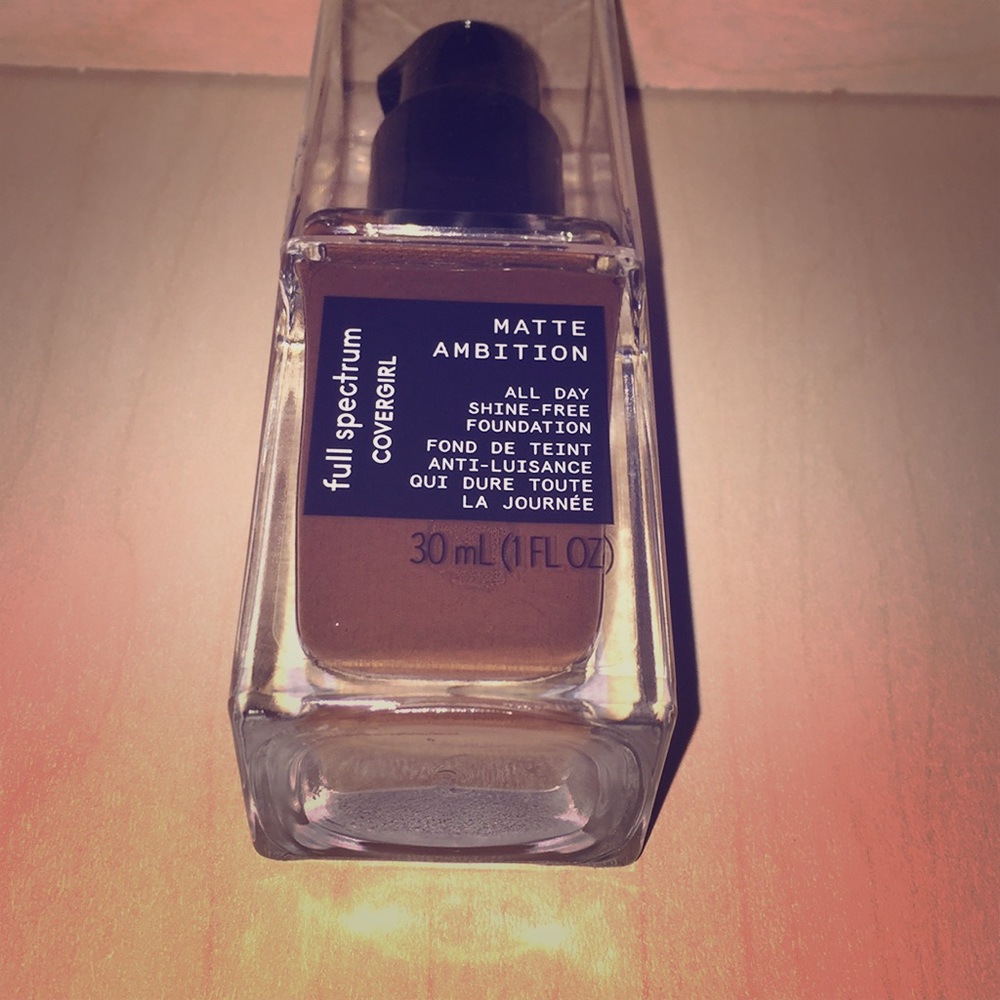 full spectrum
COVERGIRL
MATTE
AMBITION
ALL DAY
SHINE-FREE
FOUNDATION
FOND DE TEINT
ANTI-LUISANCE
QUI DURE TOUTE
LA JOURNÉE
30 mL (1 FL OZ)